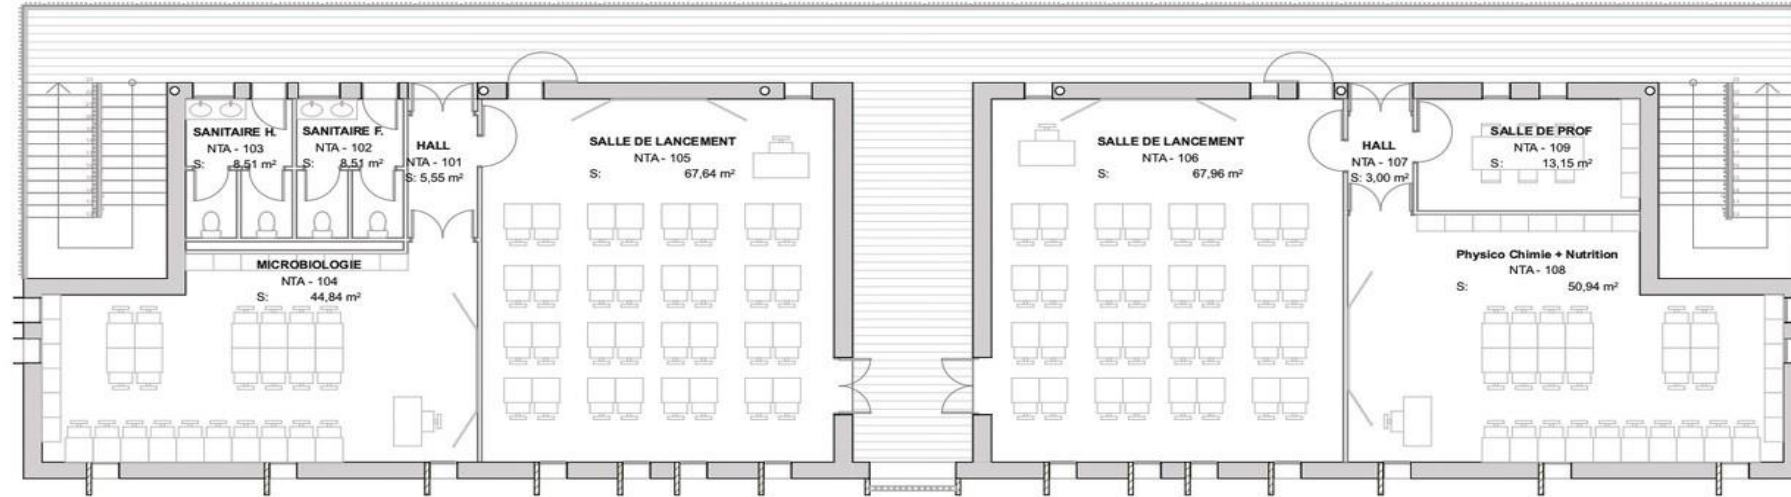 SANITAIRE H.
NTA - 103
S: 8,51 m²
SANITAIRE F.
NTA - 102
S: 8,51 m²
HALL
NTA - 101
S: 5,55 m²
SALLE DE LANCEMENT
NTA - 105
S: 67,64 m²
SALLE DE LANCEMENT
NTA - 106
S: 67,96 m²
HALL
NTA - 107
S: 3,00 m²
SALLE DE PROF
NTA - 109
S: 13,15 m²
MICROBIOLOGIE
NTA - 104
S: 44,84 m²
Physico Chimie + Nutrition
NTA - 108
S: 50,94 m²